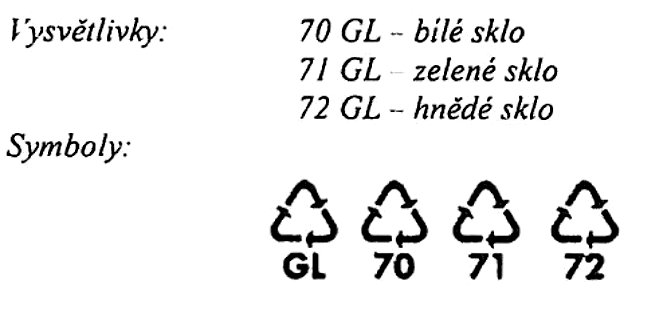 Vysvětlivky: 70 GL – bílé sklo
71 GL – zelené sklo
72 GL – hnědé sklo
Symboly:
GL 70 71 72